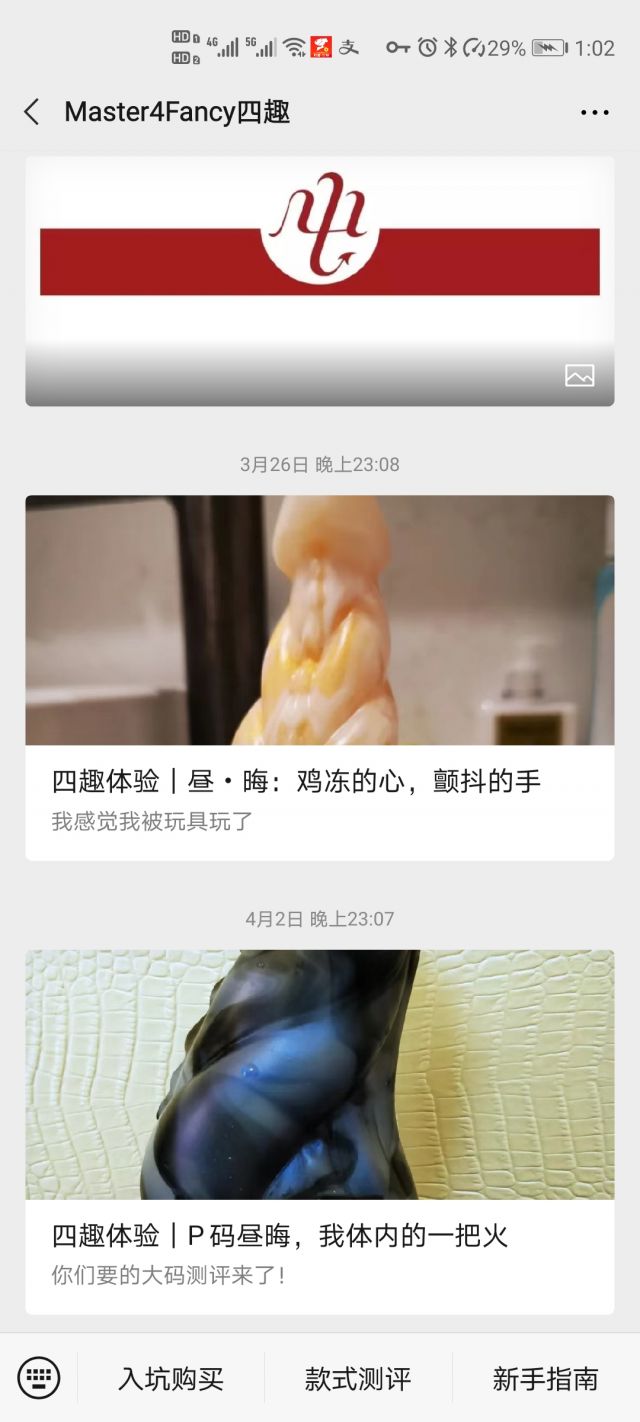 HD 1
HD 2
4G
5G
支
29%
1:02
Master4Fancy四趣
3月26日 晚上23:08
四趣体验｜昼·晦：鸡冻的心，颤抖的手
我感觉我被玩具玩了
4月2日 晚上23:07
四趣体验｜P码昼晦，我体内的一把火
你们要的大码测评来了！
入坑购买
款式测评
新手指南